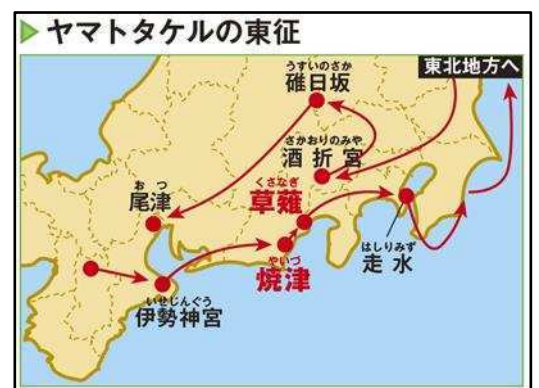 ヤマトタケルの東征
東北地方へ
うすいのさか
碓日坂
さかおりのみや
酒折宮
おつ
尾津
くさなぎ
草薙
はしりみず
走水
やいづ
焼津
いせじんぐう
伊勢神宮